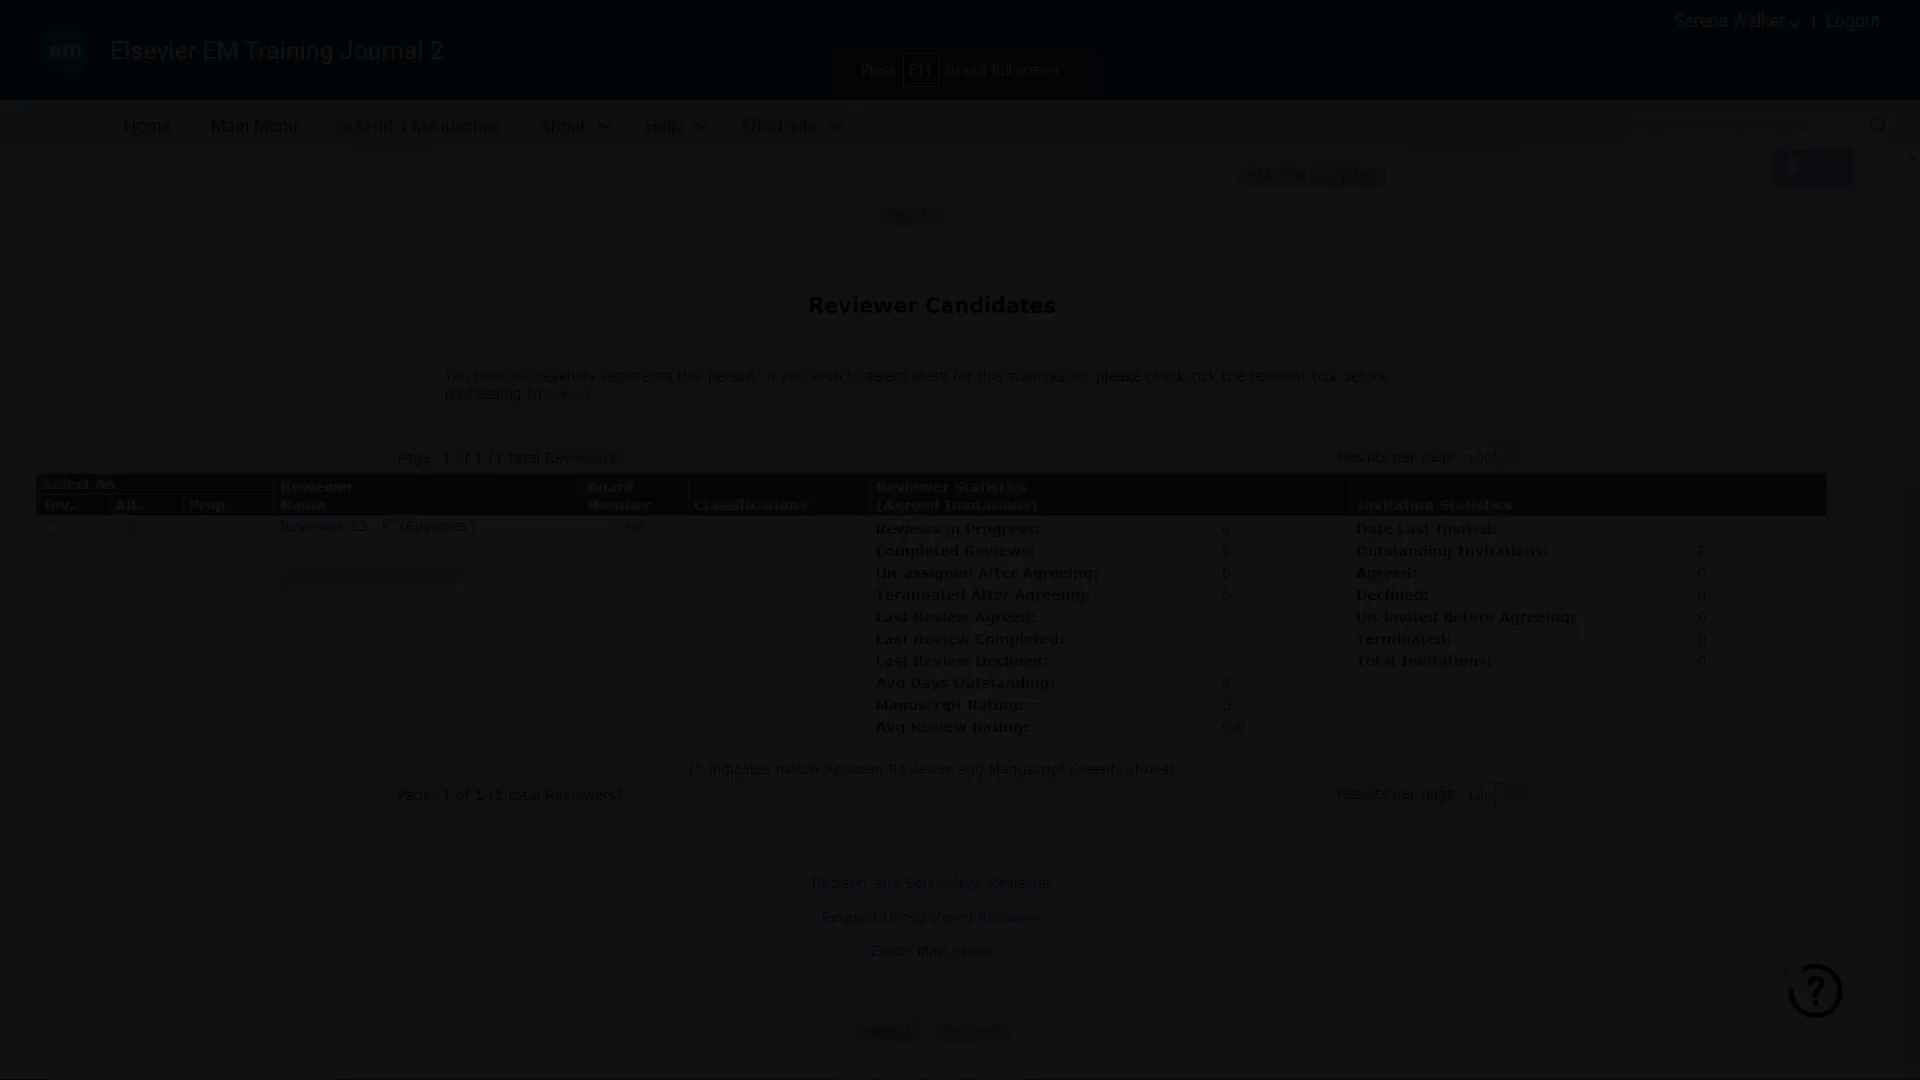 Serena Walker | Logout
em
Elsevier EM Training Journal 2
Press F11 to exit full screen
Home Main Menu Submit a Manuscript About Help Shortcuts
Search
Reviewer Candidates
You have successfully registered this person. If you wish to select them for this submission, please check/tick the relevant box before
proceeding (more...)
Page: 1 of 1 (1 total Reviewers) Results per page 100
Select As
Inv. Alt. Prop. Reviewer Name Board Member Classifications Reviewer Statistics (Agreed Invitations) Invitation Statistics
(Reviewer) No
Reviews in Progress: 0 Date Last Invited:
Completed Reviews: 0 Outstanding Invitations: 0
Un-assigned After Agreeing: 0 Agreed: 0
Terminated After Agreeing: 0 Declined: 0
Last Review Agreed: - Un-invited Before Agreeing: 0
Last Review Completed: - Terminated: 0
Last Review Declined: - Total Invitations: 0
Avg Days Outstanding: 0
Manuscript Rating: 0
Avg Review Rating: 0.0
(* indicates match between Reviewer and Manuscript Classifications)
Page: 1 of 1 (1 total Reviewers) Results per page 100
Register and Select New Reviewer
Request Unregistered Reviewer
Editor Main Menu
?